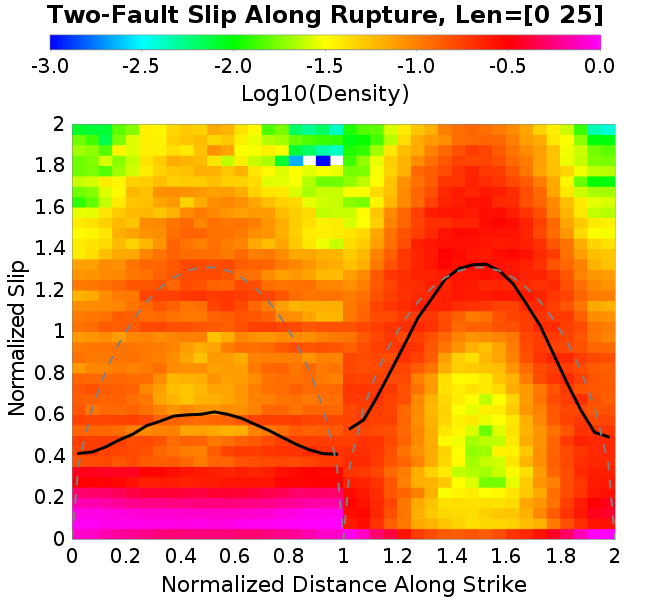 Two-Fault Slip Along Rupture, Len=[0 25]
-3.0 -2.5 -2.0 -1.5 -1.0 -0.5 0.0
Log10(Density)
2
1.8
1.6
1.4
1.2
1
0.8
0.6
0.4
0.2
0
Normalized Slip
0 0.2 0.4 0.6 0.8 1 1.2 1.4 1.6 1.8 2
Normalized Distance Along Strike